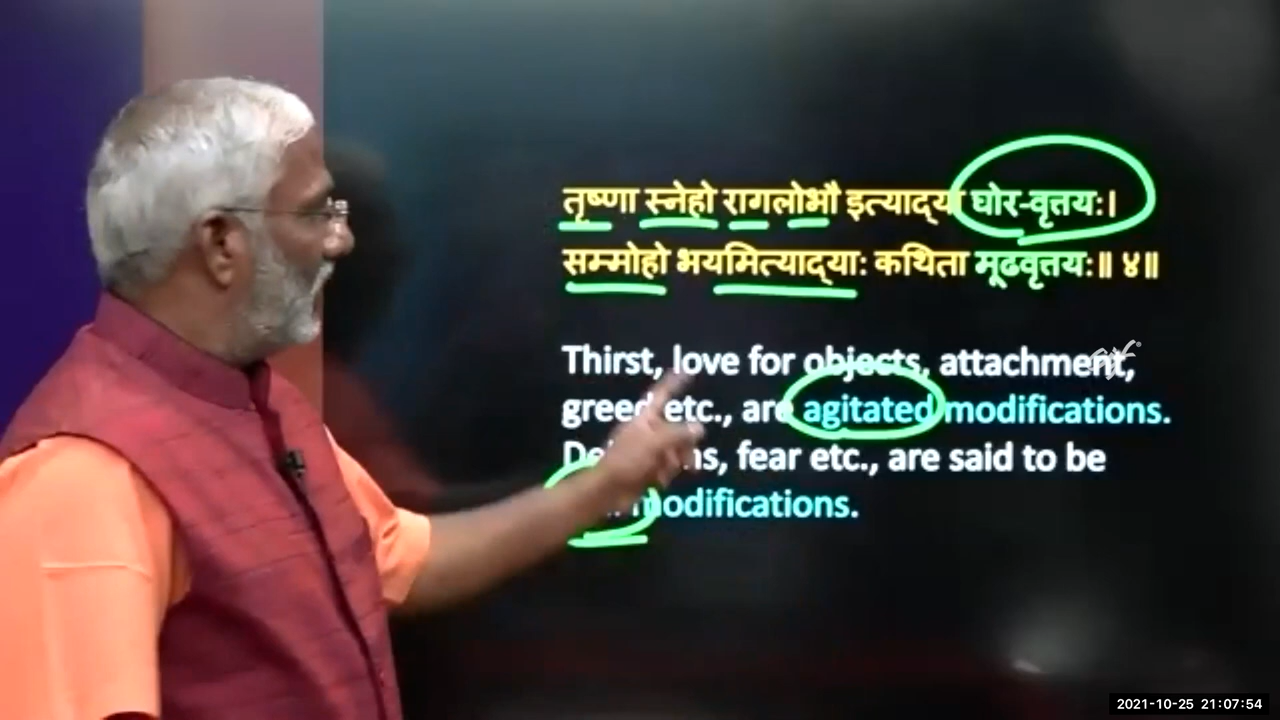 तृष्णा स्नेहो रागलोभौ इत्याद्या घोर-वृत्तयः।
सम्मोहो भयमित्याद्याः कथिता मूढवृत्तयः॥ ४॥
Thirst, love for objects, attachment,
greed etc., are agitated modifications.
fear etc., are said to be
modifications.
2021-10-25 21:07:54